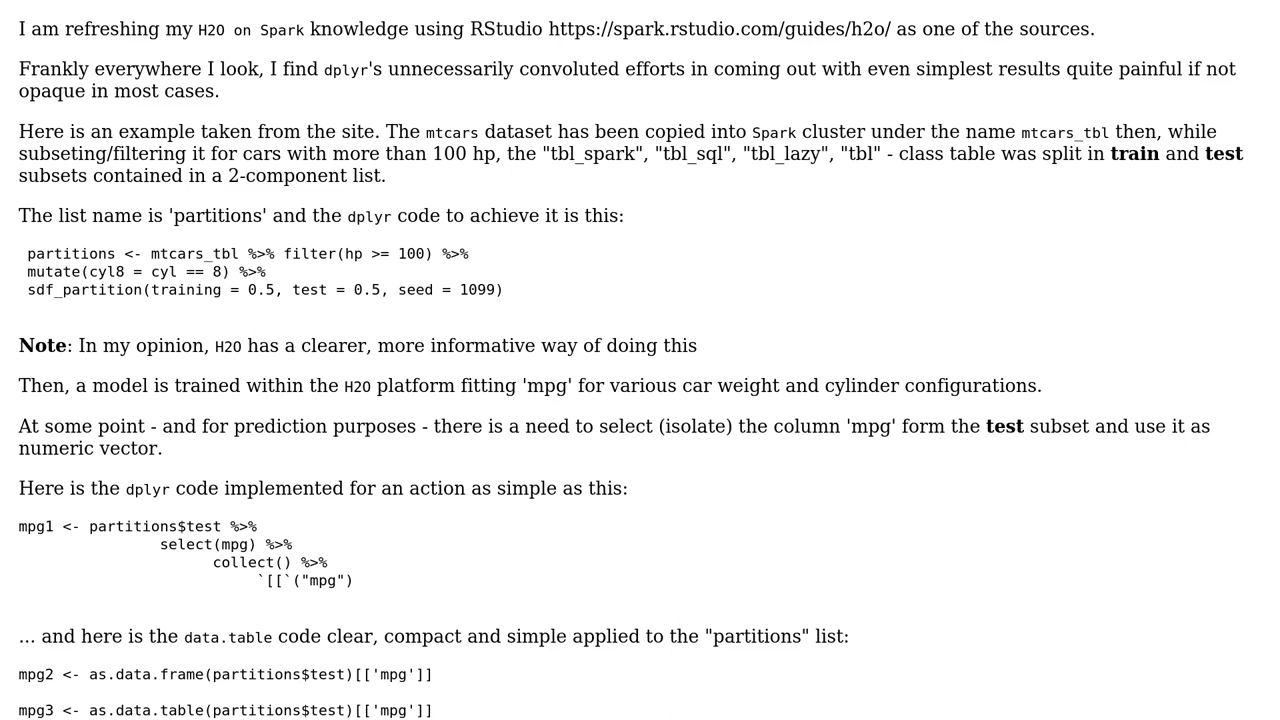 I am refreshing my H2O on Spark knowledge using RStudio https://spark.rstudio.com/guides/h2o/ as one of the sources.
Frankly everywhere I look, I find dplyr's unnecessarily convoluted efforts in coming out with even simplest results quite painful if not
opaque in most cases.
Here is an example taken from the site. The mtcars dataset has been copied into Spark cluster under the name mtcars_tbl then, while
subseting/filtering it for cars with more than 100 hp, the "tbl_spark", "tbl_sql", "tbl_lazy", "tbl" - class table was split in train and test
subsets contained in a 2-component list.
The list name is 'partitions' and the dplyr code to achieve it is this:
partitions <- mtcars_tbl %>% filter(hp >= 100) %>%
mutate(cyl8 = cyl == 8) %>%
sdf_partition(training = 0.5, test = 0.5, seed = 1099)
Note: In my opinion, H2O has a clearer, more informative way of doing this
Then, a model is trained within the H2O platform fitting 'mpg' for various car weight and cylinder configurations.
At some point - and for prediction purposes - there is a need to select (isolate) the column 'mpg' form the test subset and use it as
numeric vector.
Here is the dplyr code implemented for an action as simple as this:
mpg1 <- partitions$test %>%
select(mpg) %>%
collect() %>%
`[[`("mpg")
... and here is the data.table code clear, compact and simple applied to the "partitions" list:
mpg2 <- as.data.frame(partitions$test)[['mpg']]
mpg3 <- as.data.table(partitions$test)[['mpg']]